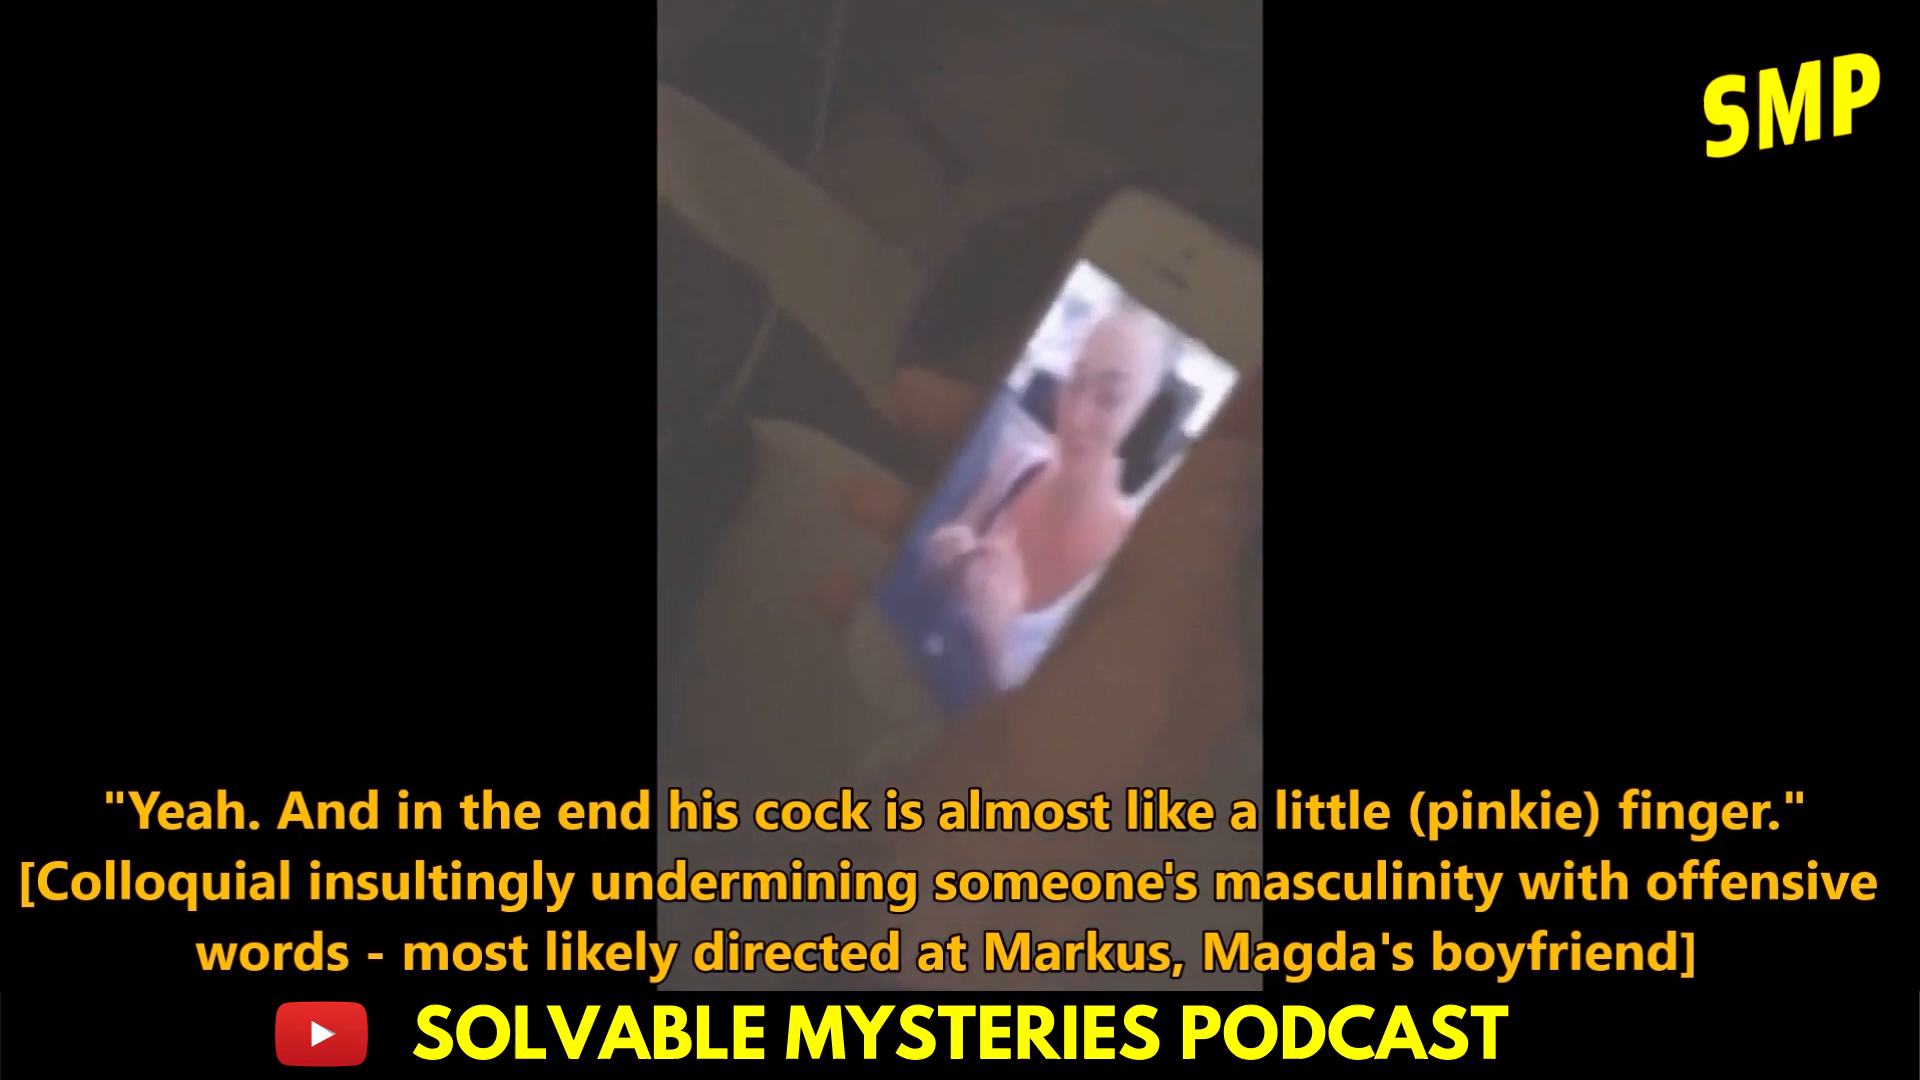 SMP
"Yeah. And in the end his cock is almost like a little (pinkie) finger."
[Colloquial insultingly undermining someone's masculinity with offensive
words - most likely directed at Markus, Magda's boyfriend]
SOLVABLE MYSTERIES PODCAST